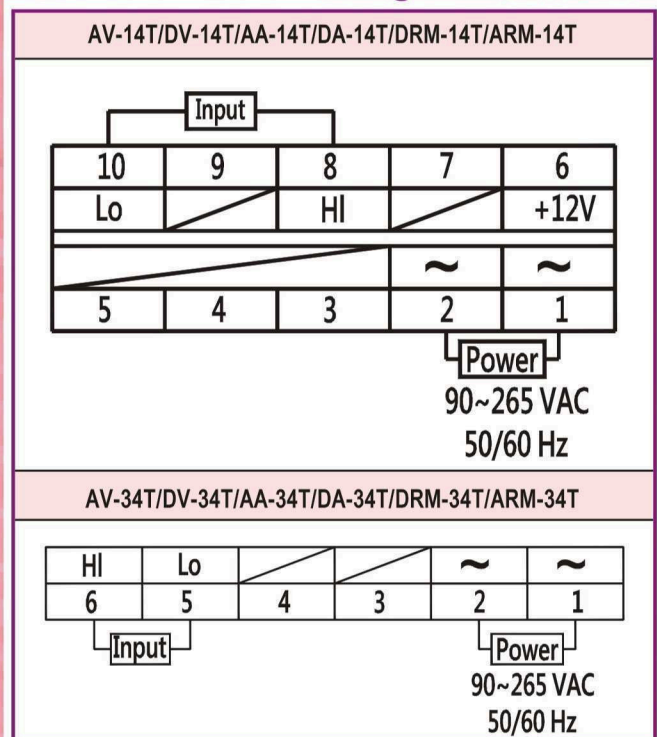 AV-14T/DV-14T/AA-14T/DA-14T/DRM-14T/ARM-14T
Input
10 9 8 7 6
Lo HI +12V
~ ~
5 4 3 2 1
Power
90~265 VAC
50/60 Hz
AV-34T/DV-34T/AA-34T/DA-34T/DRM-34T/ARM-34T
HI Lo ~ ~
6 5 4 3 2 1
Input Power
90~265 VAC
50/60 Hz